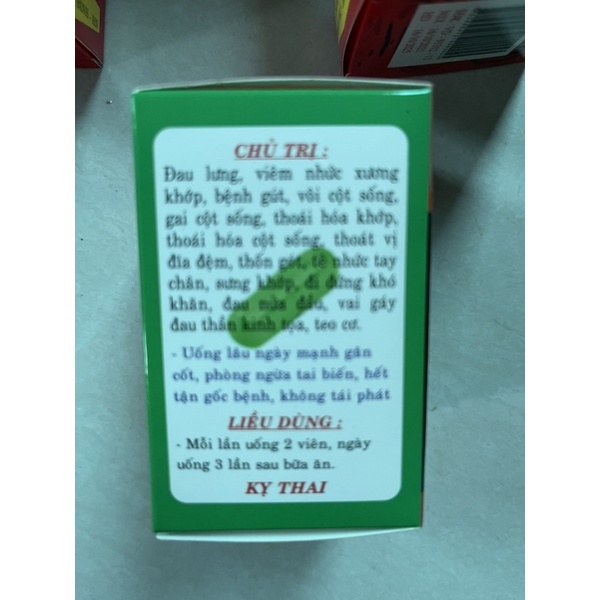 CHỦ TRỊ :
Đau lưng, viêm nhức xương
khớp, bệnh gút, vôi cột sống,
gai cột sống, thoái hóa khớp,
thoái hóa cột sống, thoát vị
đĩa đệm, thốn gót, tê nhức tay
chân, sưng khớp, đi đứng khó
khăn, đau nửa đầu, vai gáy
đau thần kinh tọa, teo cơ.
- Uống lâu ngày mạnh gân
cốt, phòng ngừa tai biến, hết
tận gốc bệnh, không tái phát
LIỀU DÙNG :
- Mỗi lần uống 2 viên, ngày
uống 3 lần sau bữa ăn.
KỴ THAI